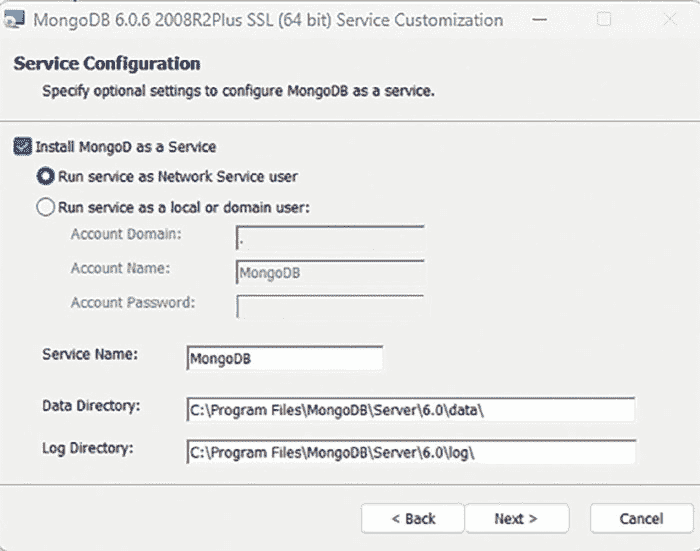 MongoDB 6.0.6 2008R2Plus SSL (64 bit) Service Customization
Service Configuration
Specify optional settings to configure MongoDB as a service.
Install MongoD as a Service
Run service as Network Service user
Run service as a local or domain user:
Account Domain: .
Account Name: MongoDB
Account Password:
Service Name: MongoDB
Data Directory: C:\Program Files\MongoDB\Server\6.0\data\
Log Directory: C:\Program Files\MongoDB\Server\6.0\log\
< Back Next > Cancel